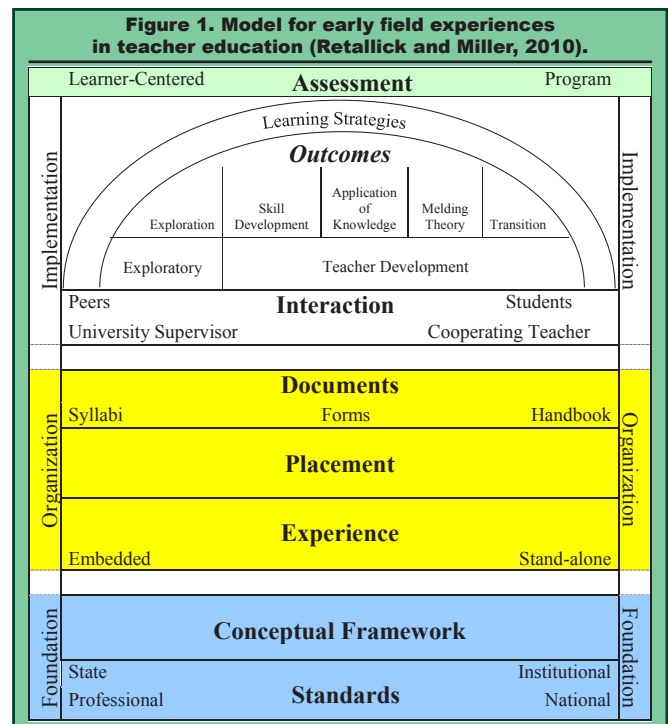 Figure 1. Model for early field experiences
in teacher education (Retallick and Miller, 2010).
Learner-Centered Assessment Program
Implementation
Learning Strategies
Outcomes
Exploration
Skill
Development
Application
of
Knowledge
Melding
Theory
Transition
Exploratory Teacher Development
Implementation
Peers Interaction Students
University Supervisor Cooperating Teacher
Organization
Documents
Syllabi Forms Handbook
Placement
Experience
Embedded Stand-alone
Organization
Foundation
Conceptual Framework
State Institutional
Professional Standards National
Foundation